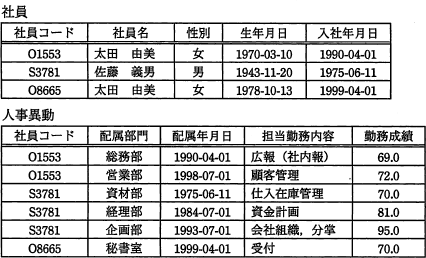 社員
社員コード 社員名 性別 生年月日 入社年月日
O1553 太田 由美 女 1970-03-10 1990-04-01
S3781 佐藤 義男 男 1943-11-20 1975-06-11
O8665 太田 由美 女 1978-10-13 1999-04-01
人事異動
社員コード 配属部門 配属年月日 担当勤務内容 勤務成績
O1553 総務部 1990-04-01 広報（社内報） 69.0
O1553 営業部 1998-07-01 顧客管理 72.0
S3781 資材部 1975-06-11 仕入在庫管理 70.0
S3781 経理部 1984-07-01 資金計画 81.0
S3781 企画部 1993-07-01 会社組織，分掌 95.0
O8665 秘書室 1999-04-01 受付 70.0